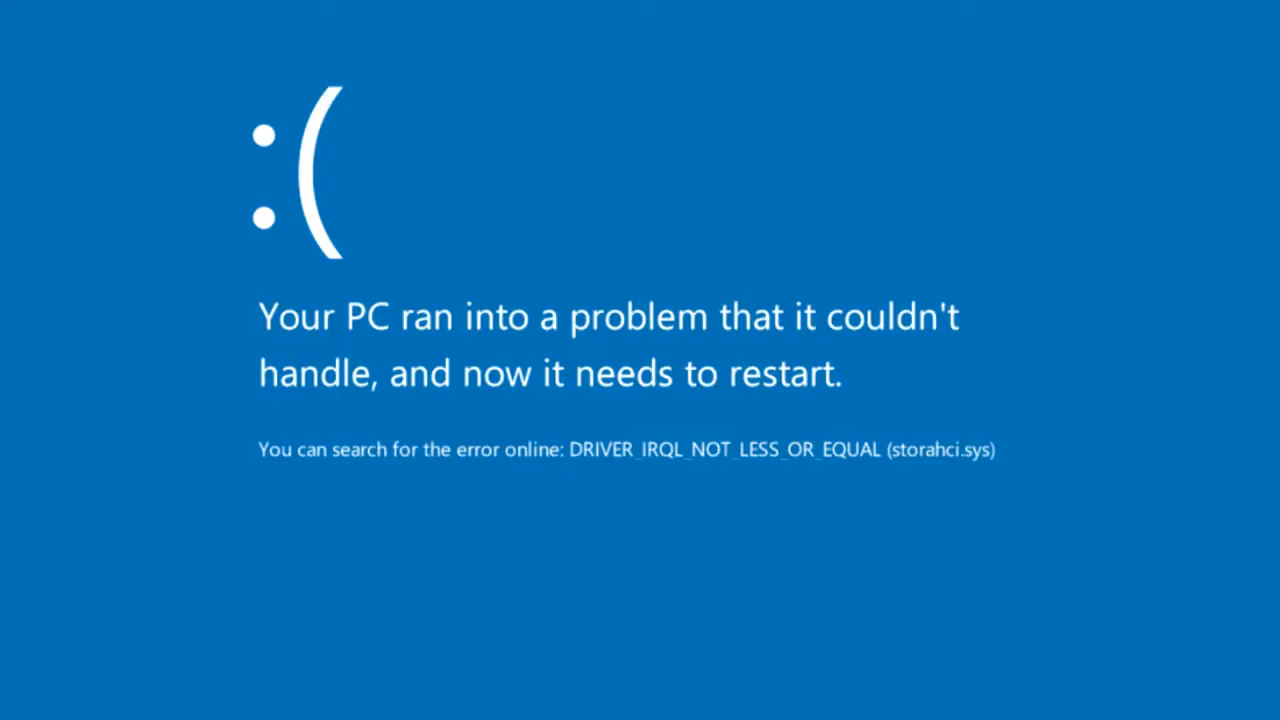 :(
Your PC ran into a problem that it couldn't
handle, and now it needs to restart.
You can search for the error online: DRIVER_IRQL_NOT_LESS_OR_EQUAL (storahci.sys)